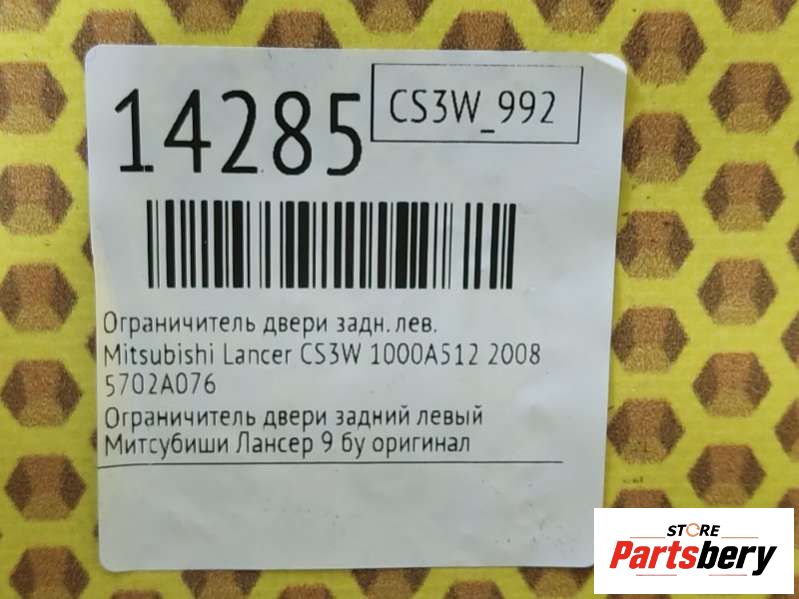 14285
CS3W_992
Ограничитель двери задн. лев.
Mitsubishi Lancer CS3W 1000A512 2008
5702A076
Ограничитель двери задний левый
Митсубиши Лансер 9 бу оригинал
STORE
Partsbery